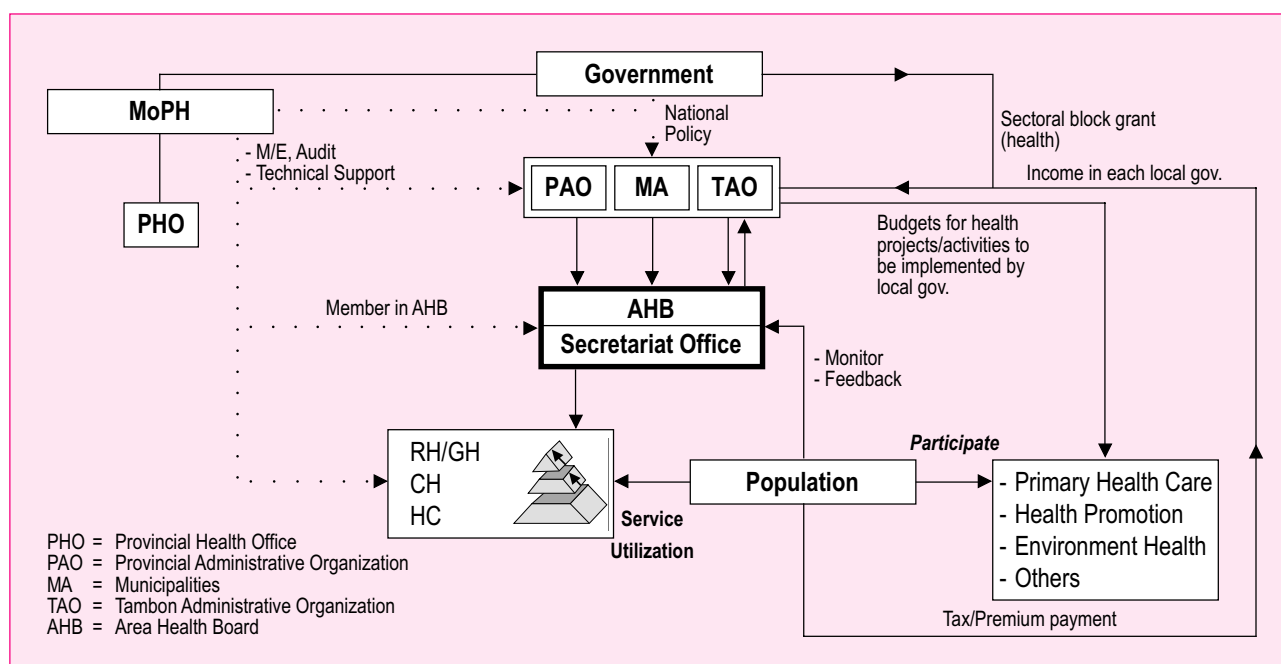 Government
MoPH
National
Policy
Sectoral block grant
(health)
- M/E, Audit
- Technical Support
Income in each local gov.
PAO MA TAO
PHO
Budgets for health
projects/activities to
be implemented by
local gov.
Member in AHB
AHB
Secretariat Office
- Monitor
- Feedback
RH/GH
CH
HC
Participate
Population
Service
Utilization
- Primary Health Care
- Health Promotion
- Environment Health
- Others
PHO = Provincial Health Office
PAO = Provincial Administrative Organization
MA = Municipalities
TAO = Tambon Administrative Organization
AHB = Area Health Board
Tax/Premium payment